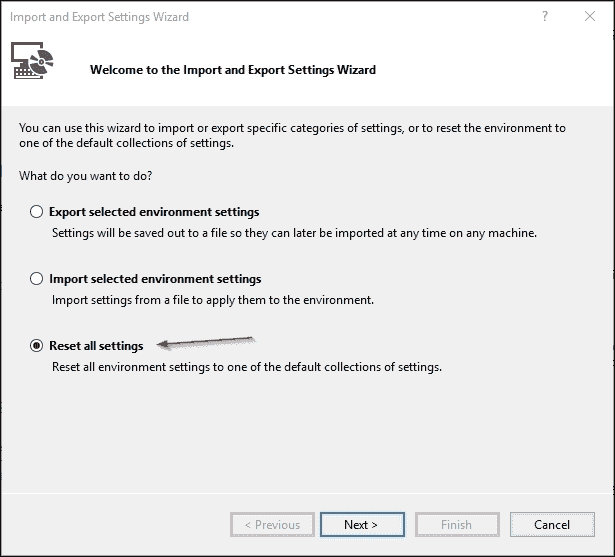 Import and Export Settings Wizard
?
Welcome to the Import and Export Settings Wizard
You can use this wizard to import or export specific categories of settings, or to reset the environment to
one of the default collections of settings.
What do you want to do?
Export selected environment settings
Settings will be saved out to a file so they can later be imported at any time on any machine.
Import selected environment settings
Import settings from a file to apply them to the environment.
Reset all settings
Reset all environment settings to one of the default collections of settings.
< Previous Next > Finish Cancel